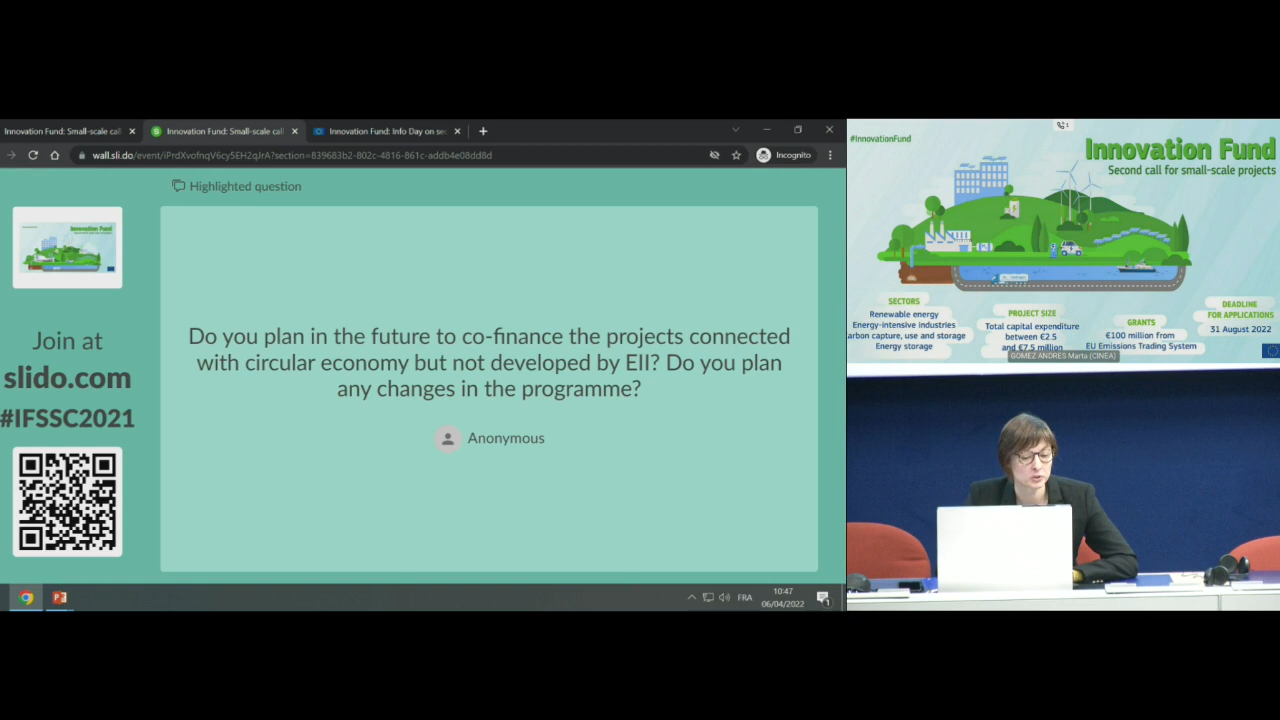 Innovation Fund: Small-scale cal
Innovation Fund: Small-scale call
Innovation Fund: Info Day on se
wall.sli.do/event/iPrdXvofnqV6cy5EH2qJrA?section=839683b2-802c-4816-861c-addb4e08dd8d
Incognito
Highlighted question
Join at
slido.com
#IFSSC2021
Do you plan in the future to co-finance the projects connected
with circular economy but not developed by EII? Do you plan
any changes in the programme?
Anonymous
FRA
10:47
06/04/2022
1
#InnovationFund
1
Innovation Fund
Second call for small-scale projects
SECTORS
Renewable energy
Energy-intensive industries
arbon capture, use and storage
Energy storage
PROJECT SIZE
Total capital expenditure
between €2.5
and €7.5 million
GRANTS
€100 million from
EU Emissions Trading System
DEADLINE
FOR APPLICATIONS
31 August 2022
GOMEZ ANDRES Marta (CINEA)